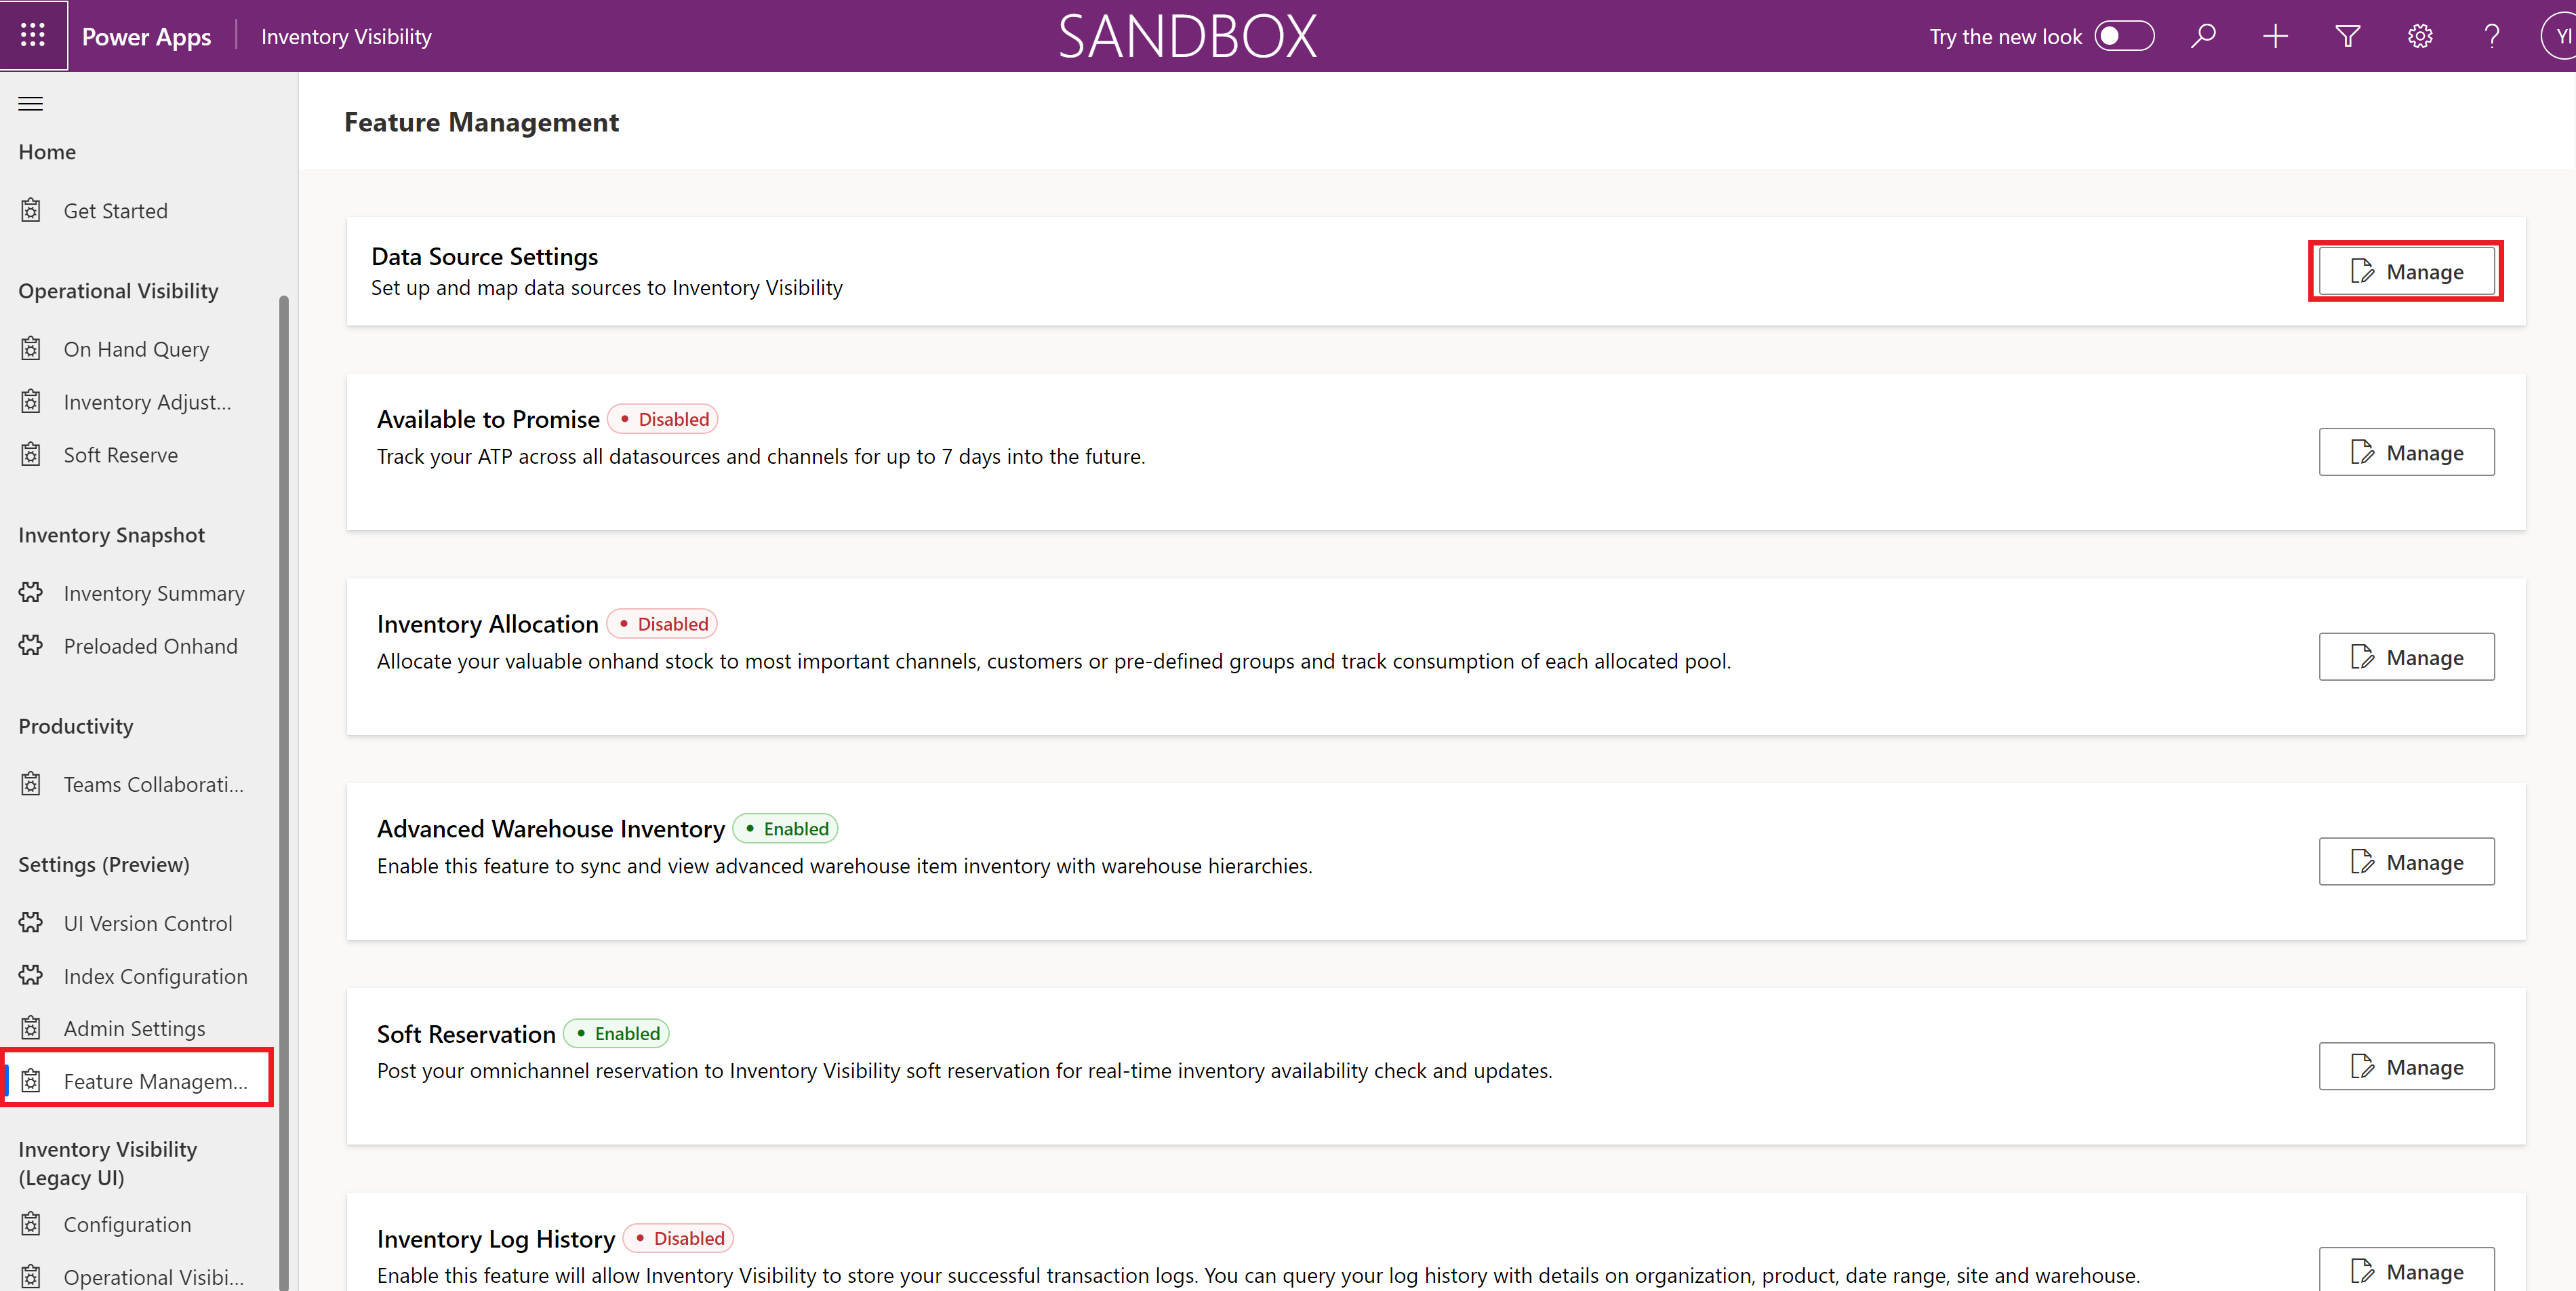 Power Apps
Inventory Visibility
SANDBOX
Try the new look
YI
Home
Get Started
Operational Visibility
On Hand Query
Inventory Adjust...
Soft Reserve
Inventory Snapshot
Inventory Summary
Preloaded Onhand
Productivity
Teams Collaborati...
Settings (Preview)
UI Version Control
Index Configuration
Admin Settings
Feature Managem...
Inventory Visibility
(Legacy UI)
Configuration
Operational Visibi...
Feature Management
Data Source Settings
Set up and map data sources to Inventory Visibility
Manage
Available to Promise
Disabled
Track your ATP across all datasources and channels for up to 7 days into the future.
Manage
Inventory Allocation
Disabled
Allocate your valuable onhand stock to most important channels, customers or pre-defined groups and track consumption of each allocated pool.
Manage
Advanced Warehouse Inventory
Enabled
Enable this feature to sync and view advanced warehouse item inventory with warehouse hierarchies.
Manage
Soft Reservation
Enabled
Post your omnichannel reservation to Inventory Visibility soft reservation for real-time inventory availability check and updates.
Manage
Inventory Log History
Disabled
Enable this feature will allow Inventory Visibility to store your successful transaction logs. You can query your log history with details on organization, product, date range, site and warehouse.
Manage